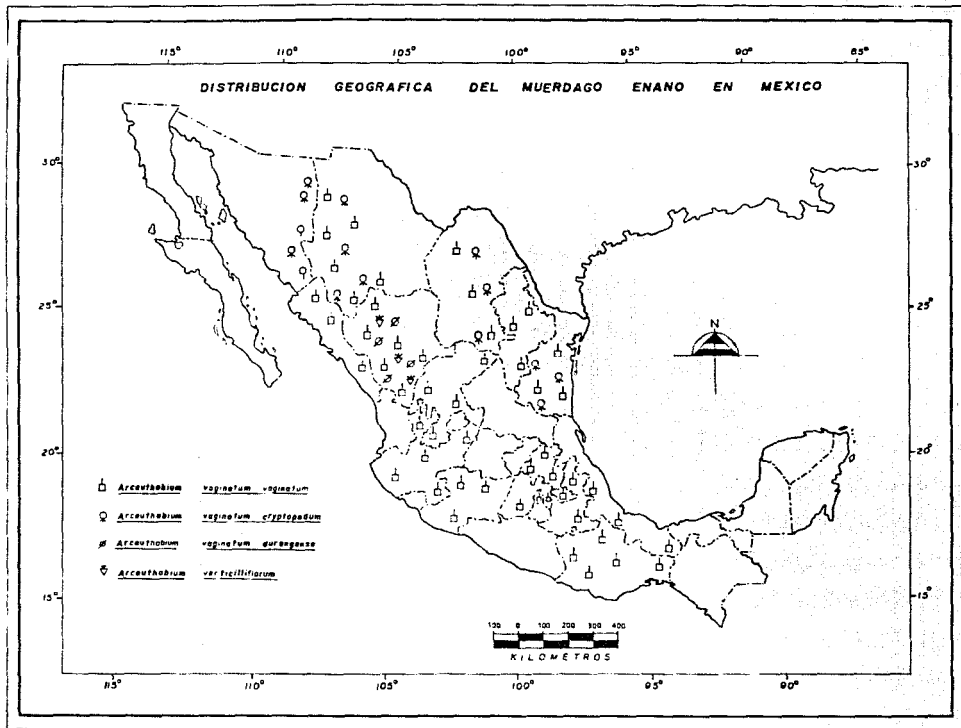 115° 105° 100° 95° 90° 85°
DISTRIBUCION GEOGRAFICA DEL MUERDAGO ENANO EN MEXICO
30° 30°
25° 25°
N
20° 20°
Arceuthobium vaginatum vaginatum
Arceuthobium vaginatum cryptopodum
Arceuthobium vaginatum durangense
Arceuthobium verticilliflorum
15° 15°
100 0 100 200 300 400
KILOMETROS
115° 110° 105° 100° 95° 90°